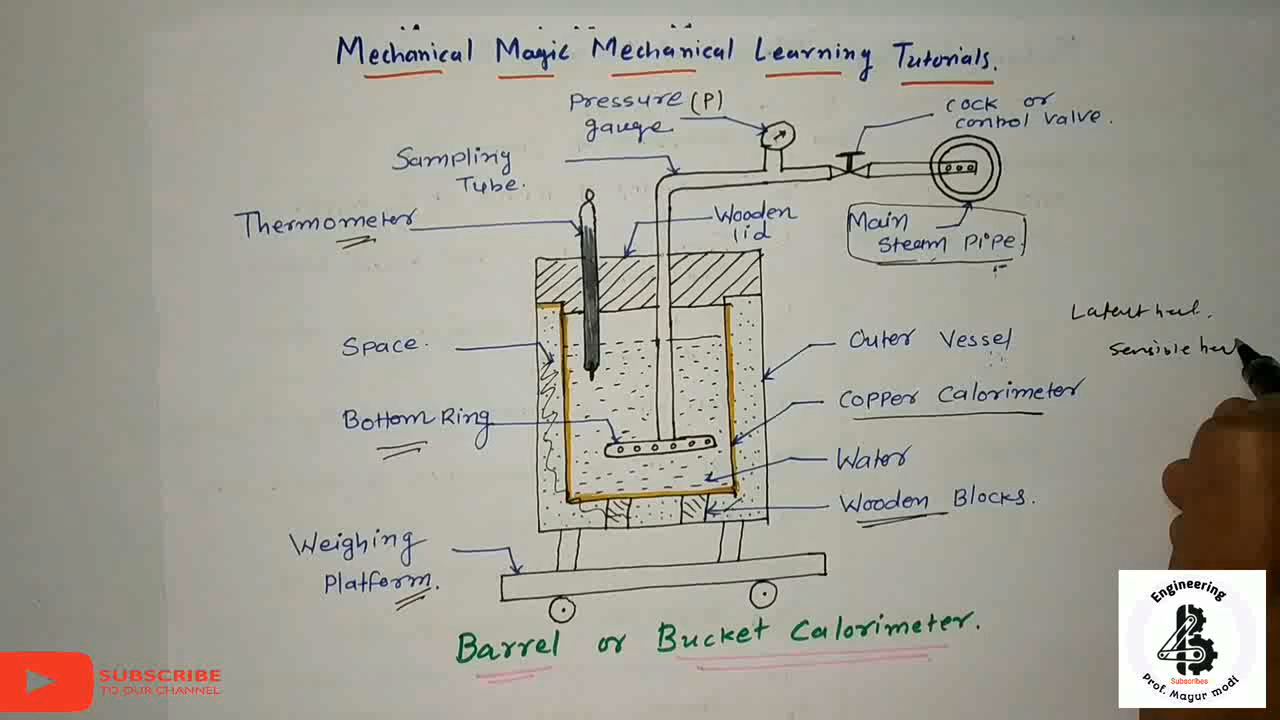 Mechanical Magic Mechanical Learning Tutorials.
Pressure (P)
gauge
Cock or
control valve.
Sampling
Tube.
Thermometer
Wooden
lid
Main
Steam Pipe.
Latent heat.
Sensible hea
Space.
Outer Vessel
Copper Calorimeter
Bottom Ring
Water
Wooden Blocks.
Weighing
Platform.
Barrel or Bucket Calorimeter.
SUBSCRIBE
TO OUR CHANNEL
Engineering
Subscribes
Prof. Mayur modi